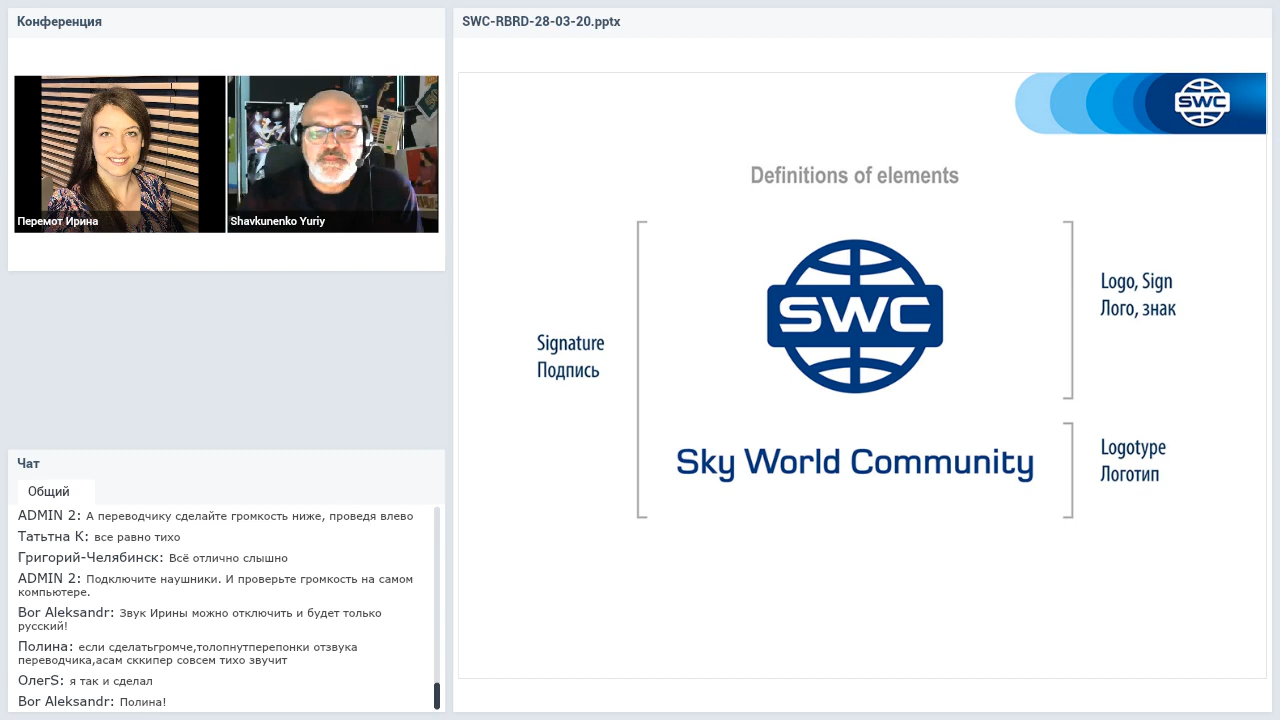 Конференция
Перемот Ирина
Shavkunenko Yuriy
Чат
Общий
ADMIN 2: А переводчику сделайте громкость ниже, проведя влево
Татьтна К: все равно тихо
Григорий-Челябинск: Всё отлично слышно
ADMIN 2: Подключите наушники. И проверьте громкость на самом
компьютере.
Bor Aleksandr: Звук Ирины можно отключить и будет только
русский!
Полина: если сделатьгромче,толопнутперепонки отзвука
переводчика,асам сккипер совсем тихо звучит
ОлегS: я так и сделал
Bor Aleksandr: Полина!
SWC-RBRD-28-03-20.pptx
SWC
Definitions of elements
Signature
Подпись
SWC
Sky World Community
Logo, Sign
Лого, знак
Logotype
Логотип